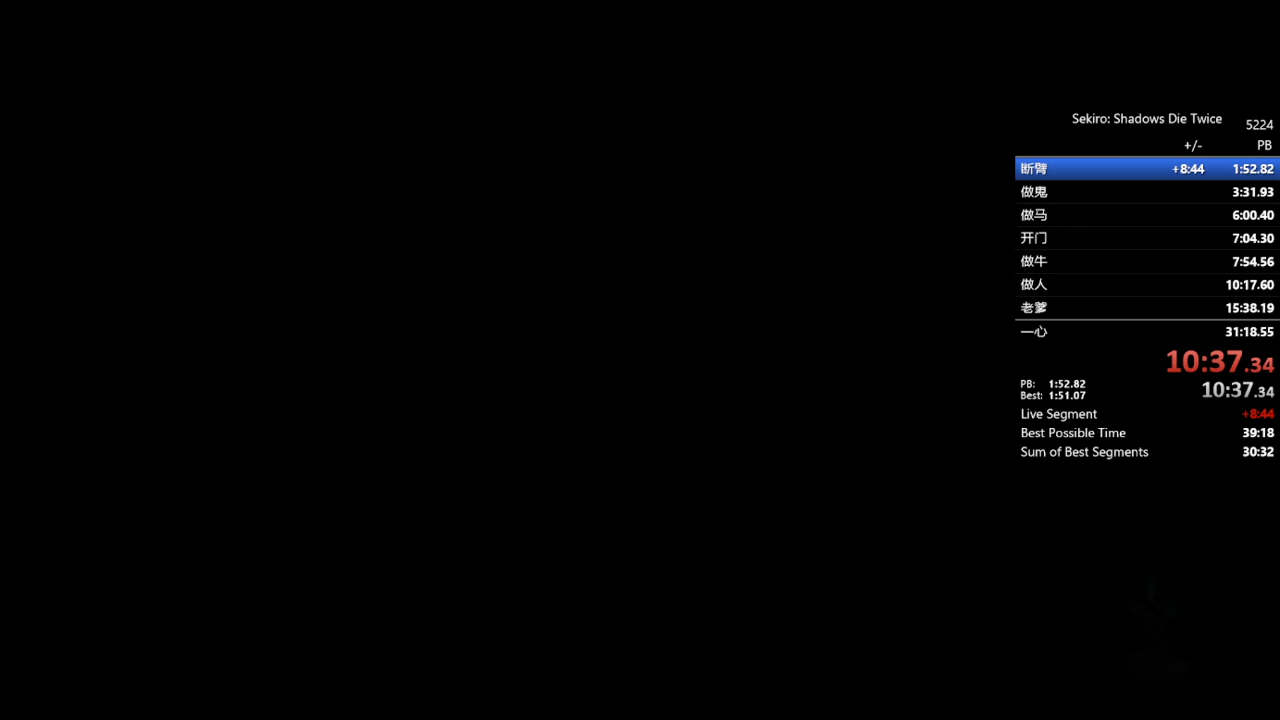 Sekiro: Shadows Die Twice 5224
+/- PB
断臂 +8:44 1:52.82
做鬼 3:31.93
做马 6:00.40
开门 7:04.30
做牛 7:54.56
做人 10:17.60
老爹 15:38.19
一心 31:18.55
10:37.34
PB: 1:52.82
Best: 1:51.07
10:37.34
Live Segment +8:44
Best Possible Time 39:18
Sum of Best Segments 30:32